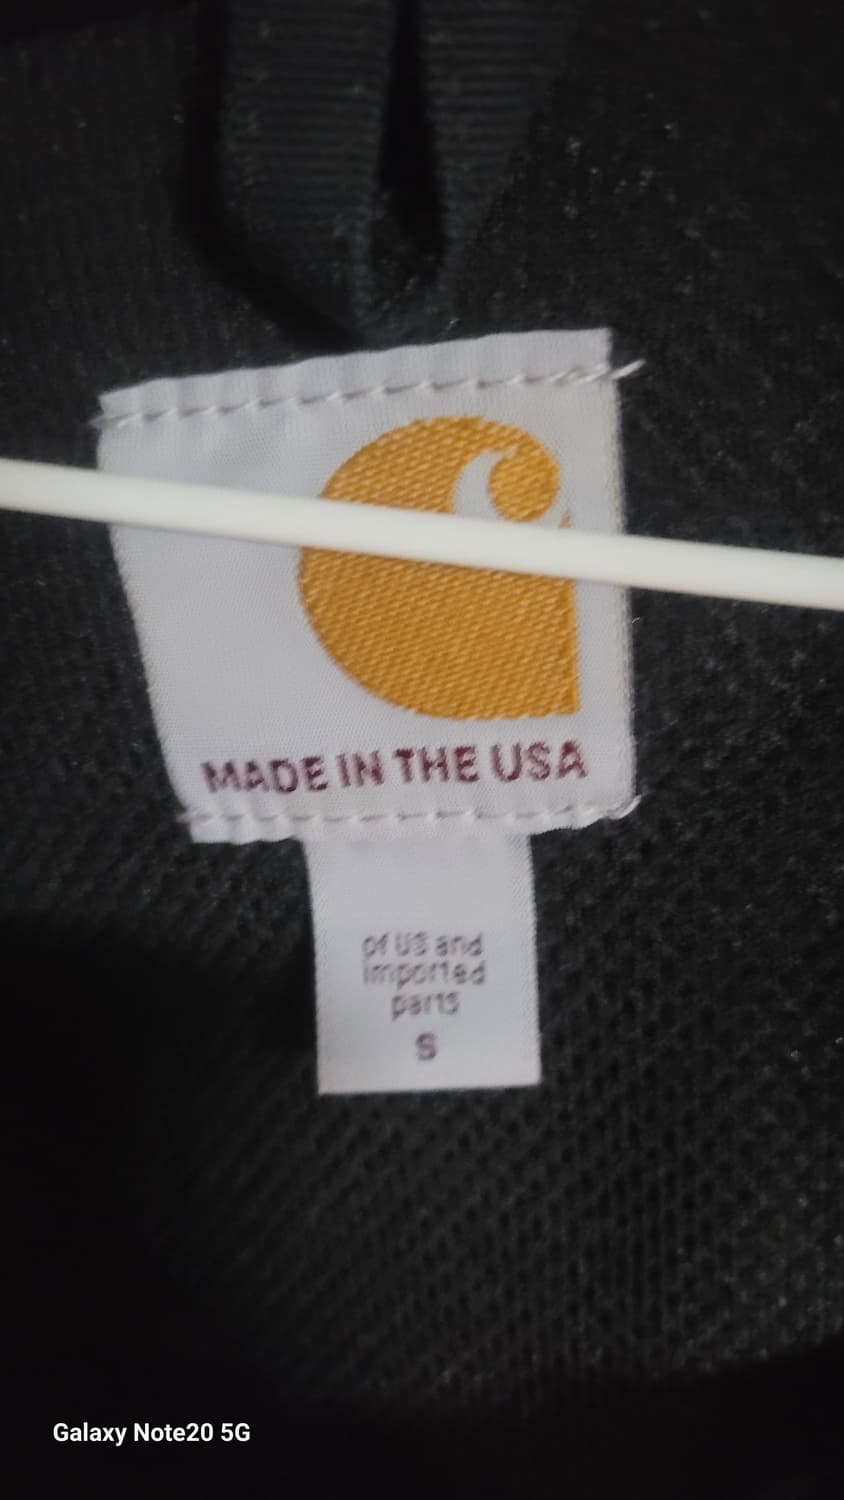 MADE IN THE USA
of US and
imported
parts
S
Galaxy Note20 5G